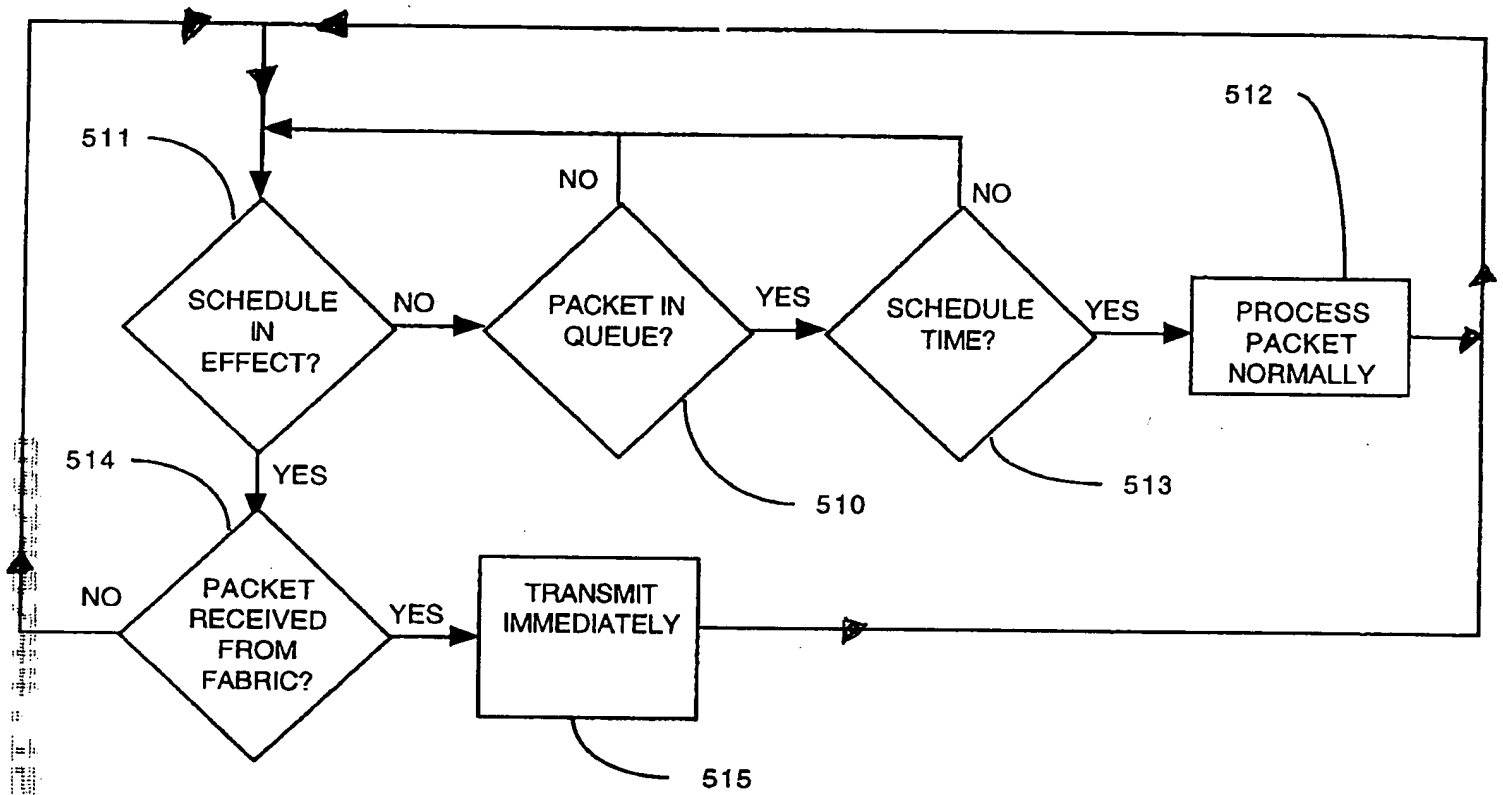 512
511
NO
NO
SCHEDULE
IN
EFFECT?
NO
PACKET IN
QUEUE?
YES
SCHEDULE
TIME?
YES
PROCESS
PACKET
NORMALLY
514
YES
510
513
NO
PACKET
RECEIVED
FROM
FABRIC?
YES
TRANSMIT
IMMEDIATELY
515